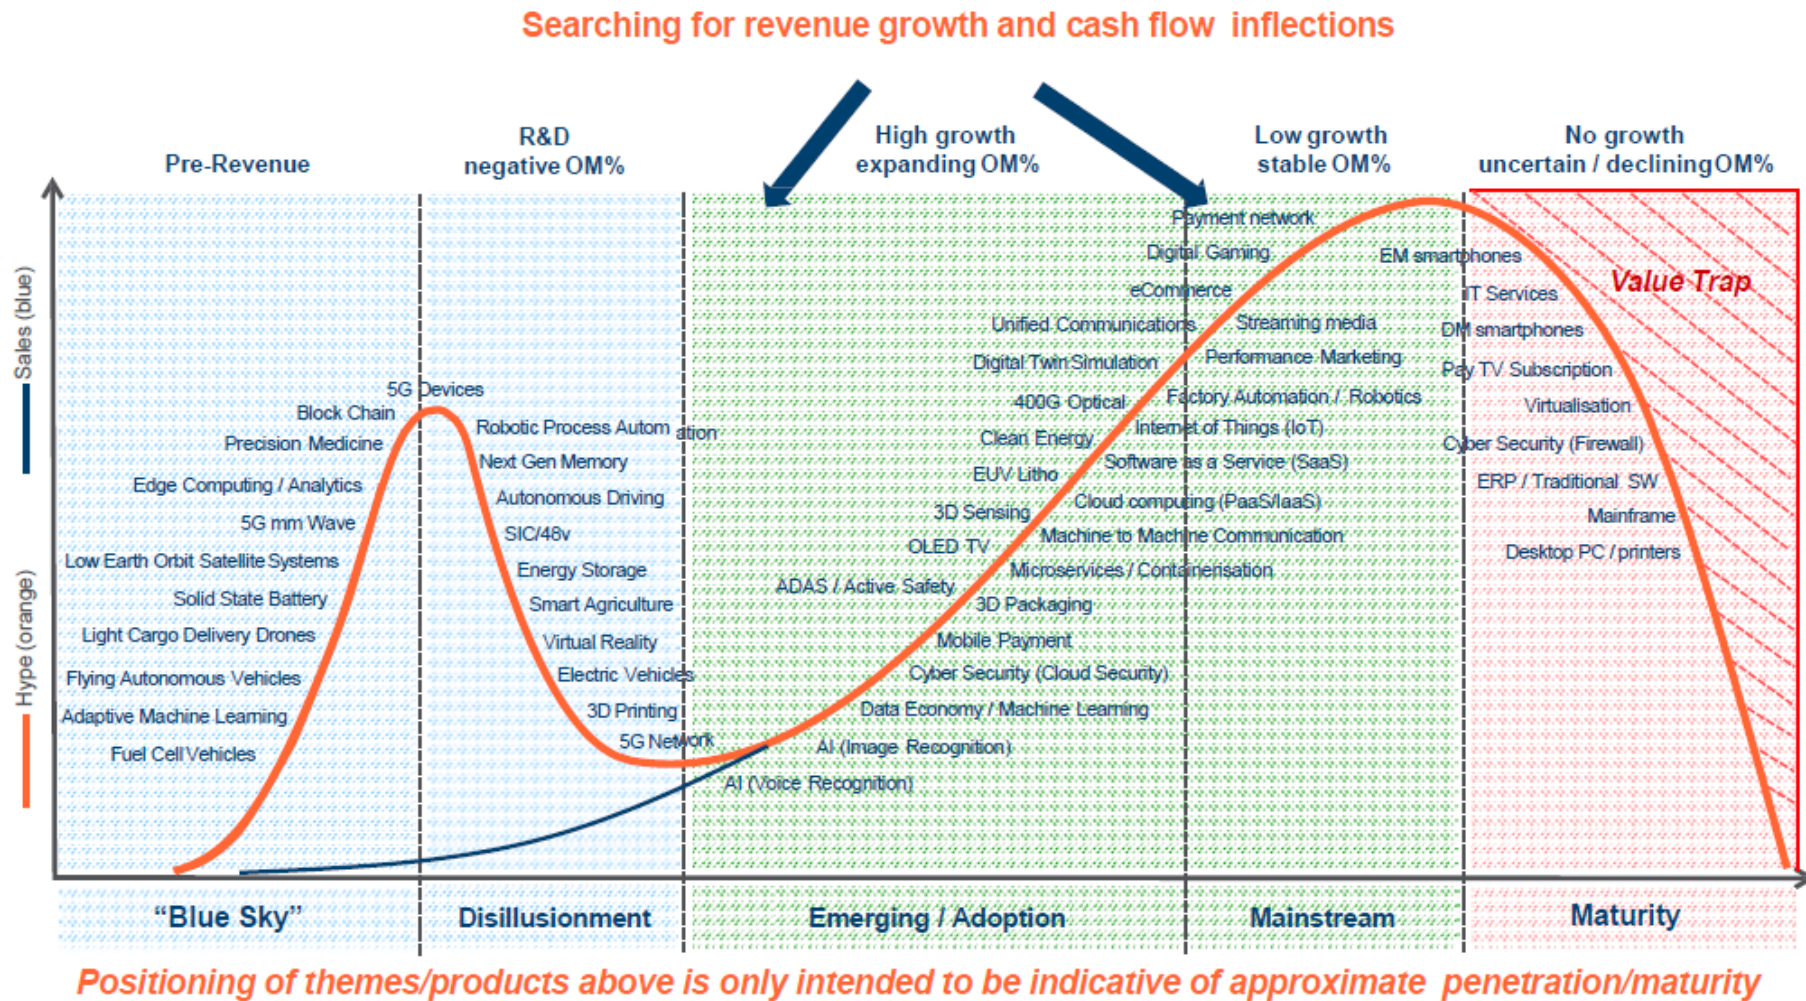 Searching for revenue growth and cash flow inflections
Pre-Revenue
R&D
negative OM%
High growth
expanding OM%
Low growth
stable OM%
No growth
uncertain / declining OM%
Sales (blue)
Hype (orange)
5G Devices
Block Chain
Precision Medicine
Edge Computing / Analytics
5G mm Wave
Low Earth Orbit Satellite Systems
Solid State Battery
Light Cargo Delivery Drones
Flying Autonomous Vehicles
Adaptive Machine Learning
Fuel Cell Vehicles
Robotic Process Autom ation
Next Gen Memory
Autonomous Driving
SIC/48v
Energy Storage
Smart Agriculture
Virtual Reality
Electric Vehicles
3D Printing
5G Network
Payment network
Digital Gaming
eCommerce
Unified Communications
Digital Twin Simulation
400G Optical
Clean Energy
EUV Litho
3D Sensing
OLED TV
ADAS / Active Safety
Streaming media
Performance Marketing
Factory Automation / Robotics
Internet of Things (IoT)
Software as a Service (SaaS)
Cloud computing (PaaS/IaaS)
Machine to Machine Communication
Microservices / Containerisation
3D Packaging
Mobile Payment
Cyber Security (Cloud Security)
Data Economy / Machine Learning
AI (Image Recognition)
AI (Voice Recognition)
EM smartphones
IT Services
DM smartphones
Pay TV Subscription
Virtualisation
Cyber Security (Firewall)
ERP / Traditional SW
Mainframe
Desktop PC / printers
Value Trap
“Blue Sky”
Disillusionment
Emerging / Adoption
Mainstream
Maturity
Positioning of themes/products above is only intended to be indicative of approximate penetration/maturity